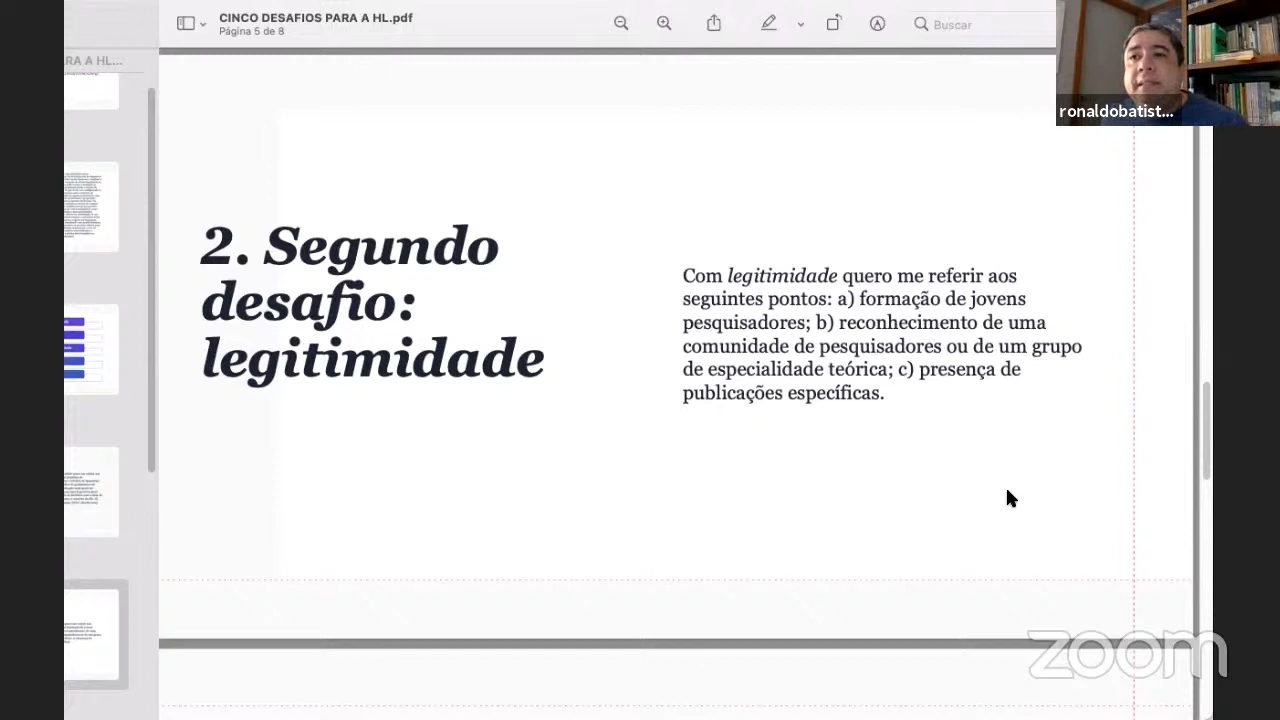 CINCO DESAFIOS PARA A HL.pdf
Página 5 de 8
Buscar
RA A HL...
ronaldobatist...
2. Segundo
desafio:
legitimidade
Com legitimidade quero me referir aos
seguintes pontos: a) formação de jovens
pesquisadores; b) reconhecimento de uma
comunidade de pesquisadores ou de um grupo
de especialidade teórica; c) presença de
publicações específicas.
zoom